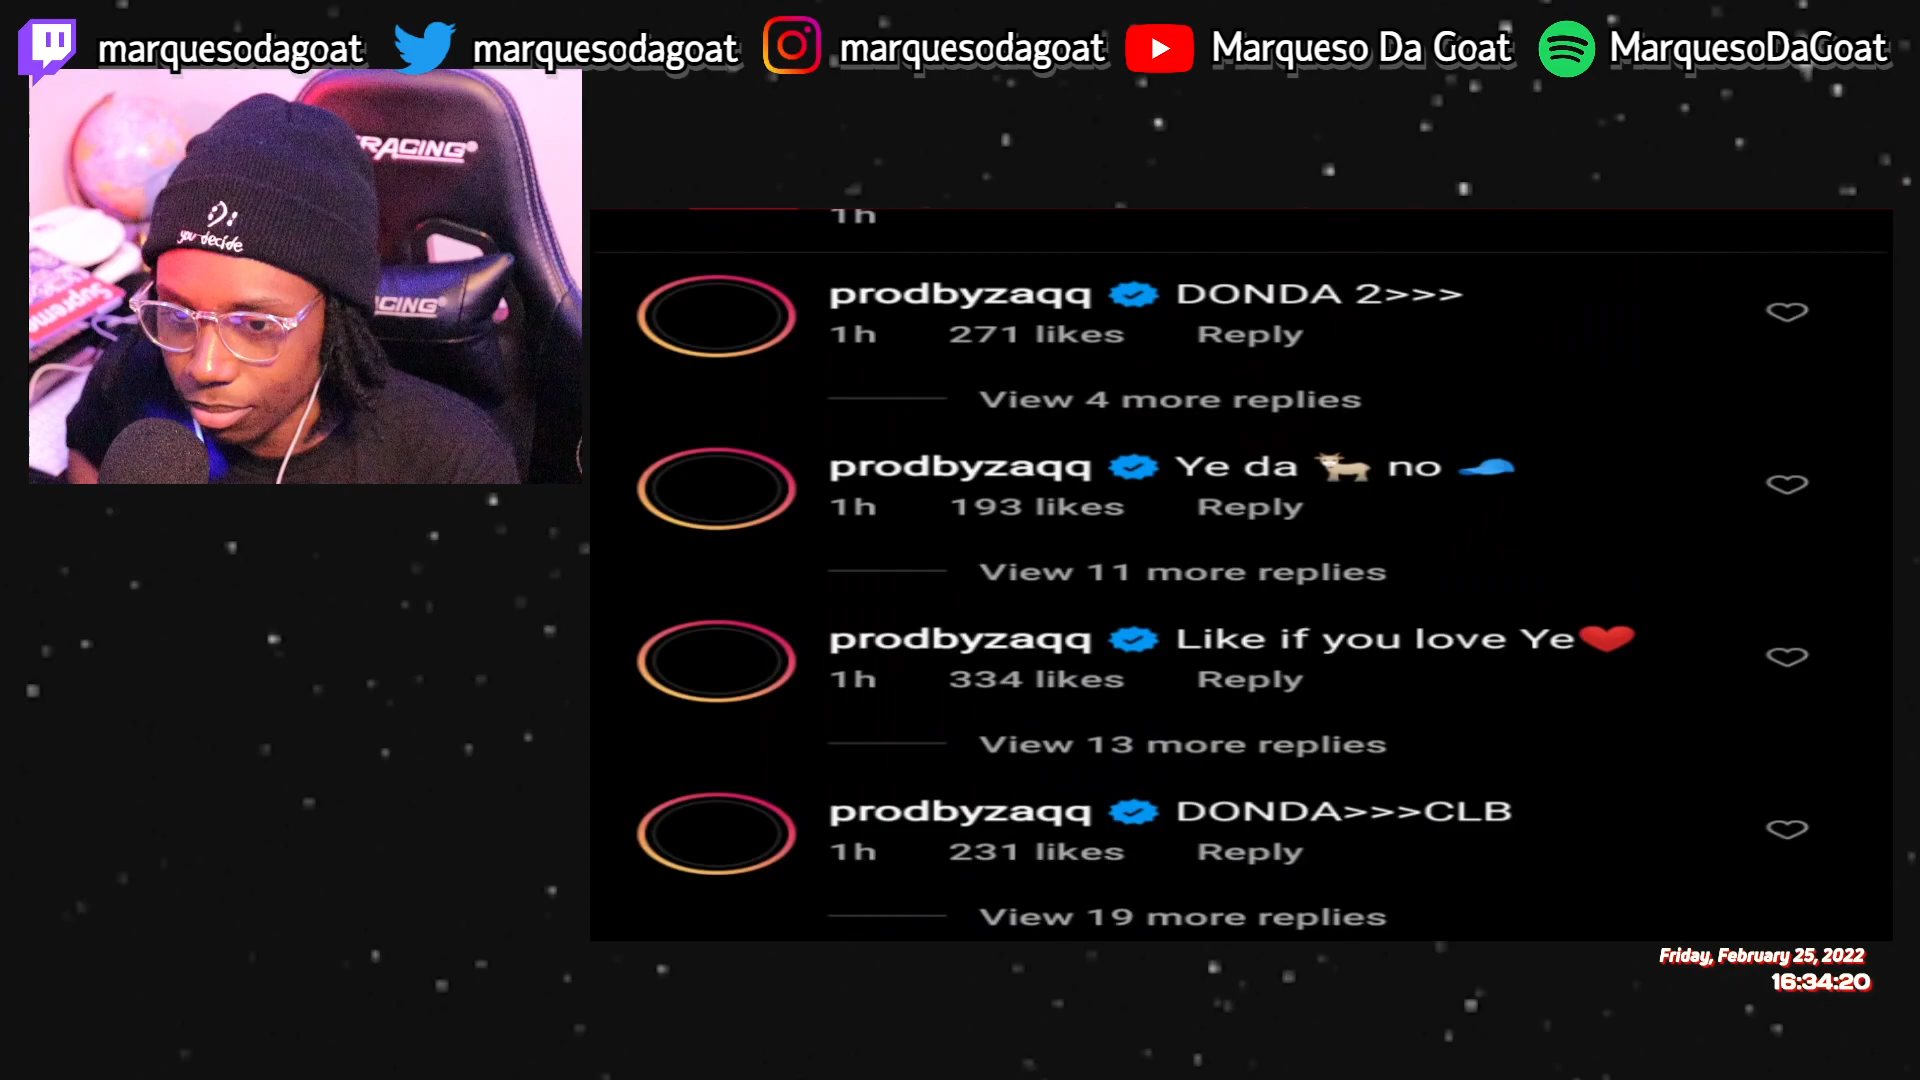 marquesodagoat marquesodagoat marquesodagoat Marqueso Da Goat MarquesoDaGoat
RACING®
you decide
Supreme
CING®
1h
prodbyzaqq DONDA 2>>>
1h 271 likes Reply
View 4 more replies
prodbyzaqq Ye da 🐐 no 🧢
1h 193 likes Reply
View 11 more replies
prodbyzaqq Like if you love Ye❤️
1h 334 likes Reply
View 13 more replies
prodbyzaqq DONDA>>>CLB
1h 231 likes Reply
View 19 more replies
Friday, February 25, 2022
16:34:20